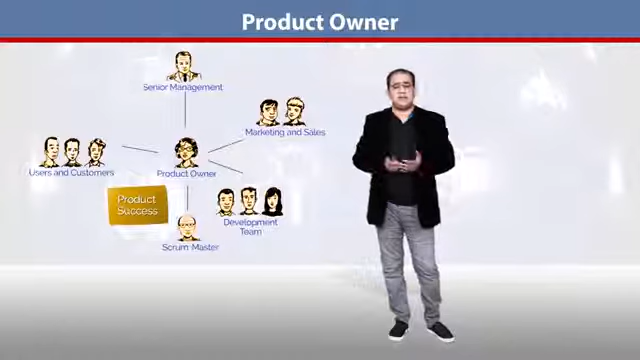 Product Owner
Senior Management
Marketing and Sales
Users and Customers
Product Owner
Product
Success
Development
Team
Scrum Master